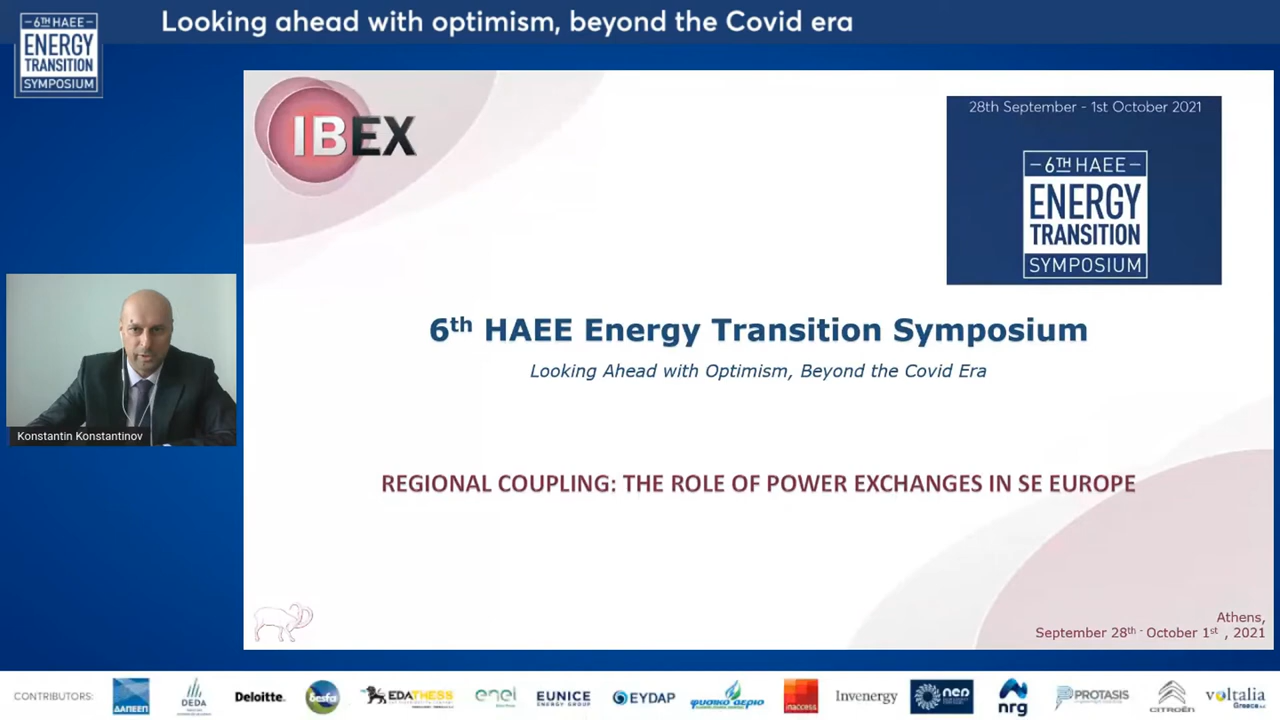 Looking ahead with optimism, beyond the Covid era
6TH HAEE
ENERGY
TRANSITION
SYMPOSIUM
IBEX
28th September - 1st October 2021
6TH HAEE
ENERGY
TRANSITION
SYMPOSIUM
6th HAEE Energy Transition Symposium
Looking Ahead with Optimism, Beyond the Covid Era
Konstantin Konstantinov
REGIONAL COUPLING: THE ROLE OF POWER EXCHANGES IN SE EUROPE
Athens,
September 28th - October 1st , 2021
CONTRIBUTORS:
ΔΑΠΕΕΠ
DEDA
Deloitte.
desfa
EDATHESS
enel
EUNICE
ENERGY GROUP
EYDAP
φυσικό αέριο
inaccess
Invenergy
nrg
PROTASIS
CITROËN
voltalia
Greece